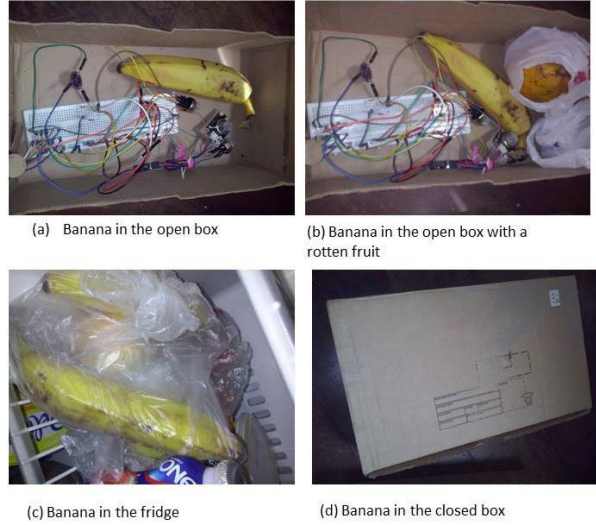 (a) Banana in the open box
(b) Banana in the open box with a
rotten fruit
(c) Banana in the fridge
(d) Banana in the closed box